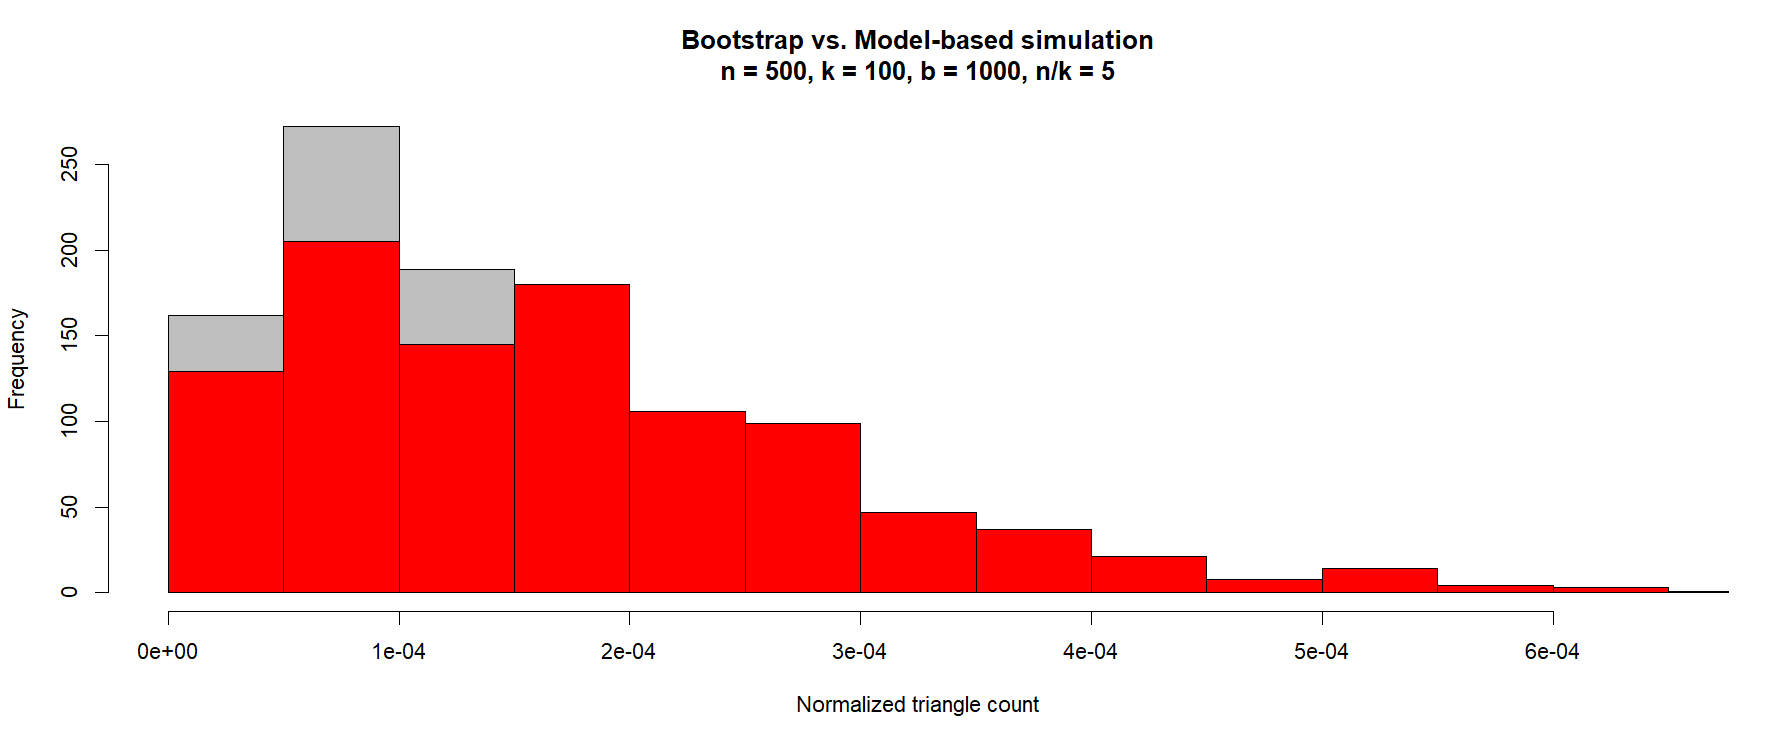 Bootstrap vs. Model-based simulation
n = 500, k = 100, b = 1000, n/k = 5
Frequency
250
200
150
100
50
0
0e+00 1e-04 2e-04 3e-04 4e-04 5e-04 6e-04
Normalized triangle count